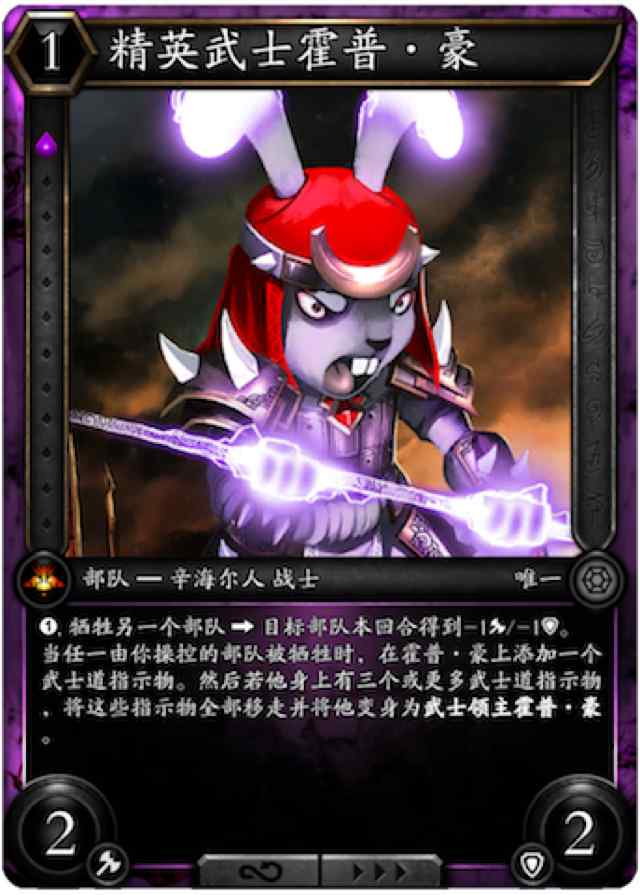 1
精英武士霍普·豪
部队 — 辛海尔人 战士 唯一
❶, 牺牲另一个部队 ➡ 目标部队本回合得到-1/-1。
当任一由你操控的部队被牺牲时, 在霍普·豪上添加一个
武士道指示物。然后若他身上有三个或更多武士道指示物
, 将这些指示物全部移走并将他变身为武士领主霍普·豪
。
2 2